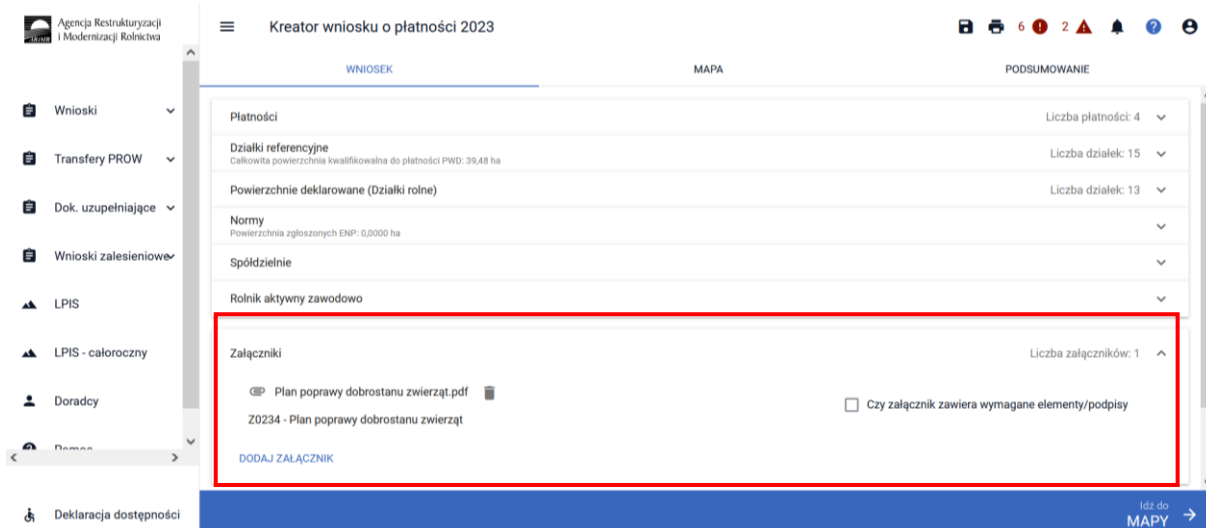 Agencja Restrukturyzacji
i Modernizacji Rolnictwa
Kreator wniosku o płatności 2023
6 2
WNIOSEK MAPA PODSUMOWANIE
Wnioski
Transfery PROW
Dok. uzupełniające
Wnioski zalesieniowe
LPIS
LPIS - całoroczny
Doradcy
Pomoc
Deklaracja dostępności
Płatności Liczba płatności: 4
Działki referencyjne Liczba działek: 15
Całkowita powierzchnia kwalifikowalna do płatności PWD: 39,48 ha
Powierzchnie deklarowane (Działki rolne) Liczba działek: 13
Normy
Powierzchnia zgłoszonych ENP: 0,0000 ha
Spółdzielnie
Rolnik aktywny zawodowo
Załączniki Liczba załączników: 1
Plan poprawy dobrostanu zwierząt.pdf
Z0234 - Plan poprawy dobrostanu zwierząt
Czy załącznik zawiera wymagane elementy/podpisy
DODAJ ZAŁĄCZNIK
Idź do
MAPY